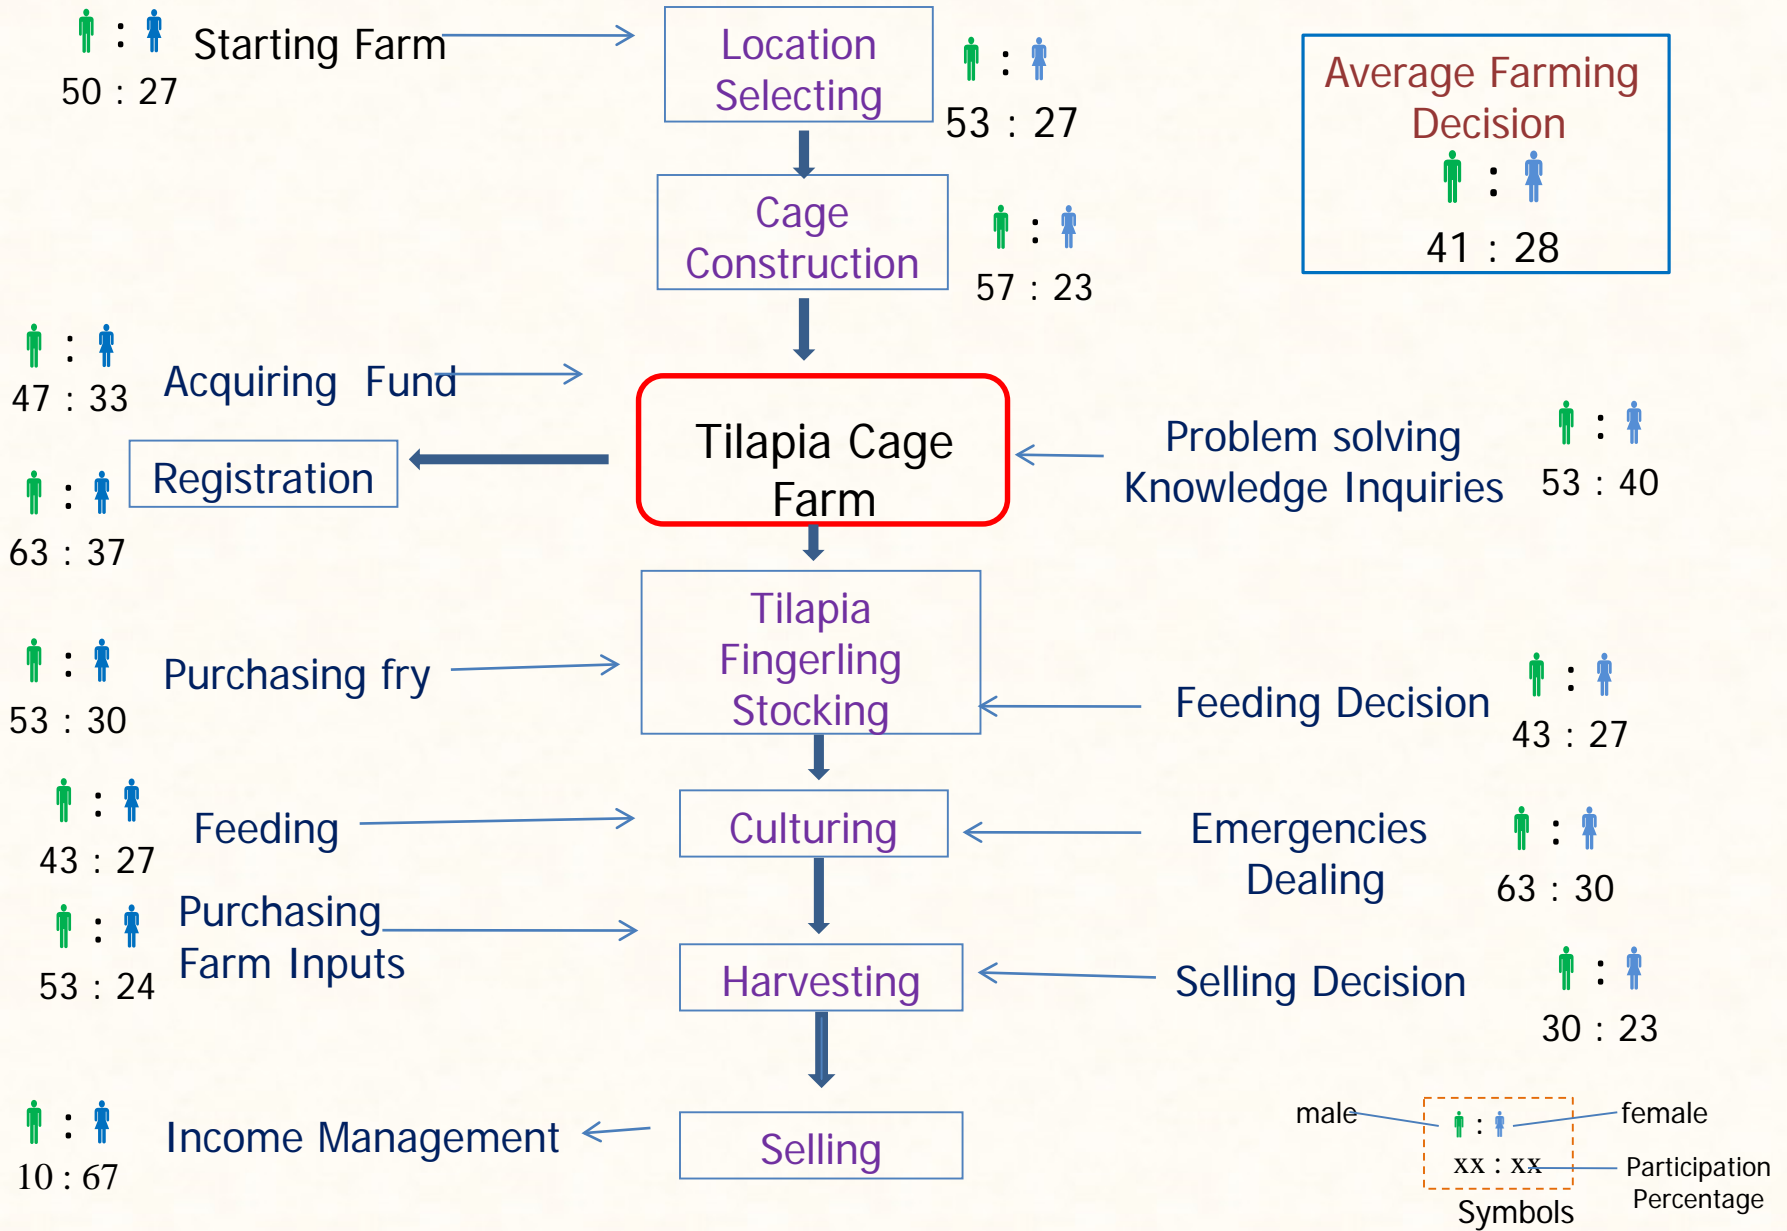 Starting Farm
50 : 27
Location
Selecting
53 : 27
Average Farming
Decision
41 : 28
Cage
Construction
57 : 23
Acquiring Fund
47 : 33
Registration
63 : 37
Tilapia Cage
Farm
Problem solving
Knowledge Inquiries
53 : 40
Tilapia
Fingerling
Stocking
Purchasing fry
53 : 30
Feeding Decision
43 : 27
Feeding
43 : 27
Culturing
Emergencies
Dealing
63 : 30
Purchasing
Farm Inputs
53 : 24
Harvesting
Selling Decision
30 : 23
Income Management
10 : 67
Selling
male
:
female
xx : xx
Participation
Percentage
Symbols